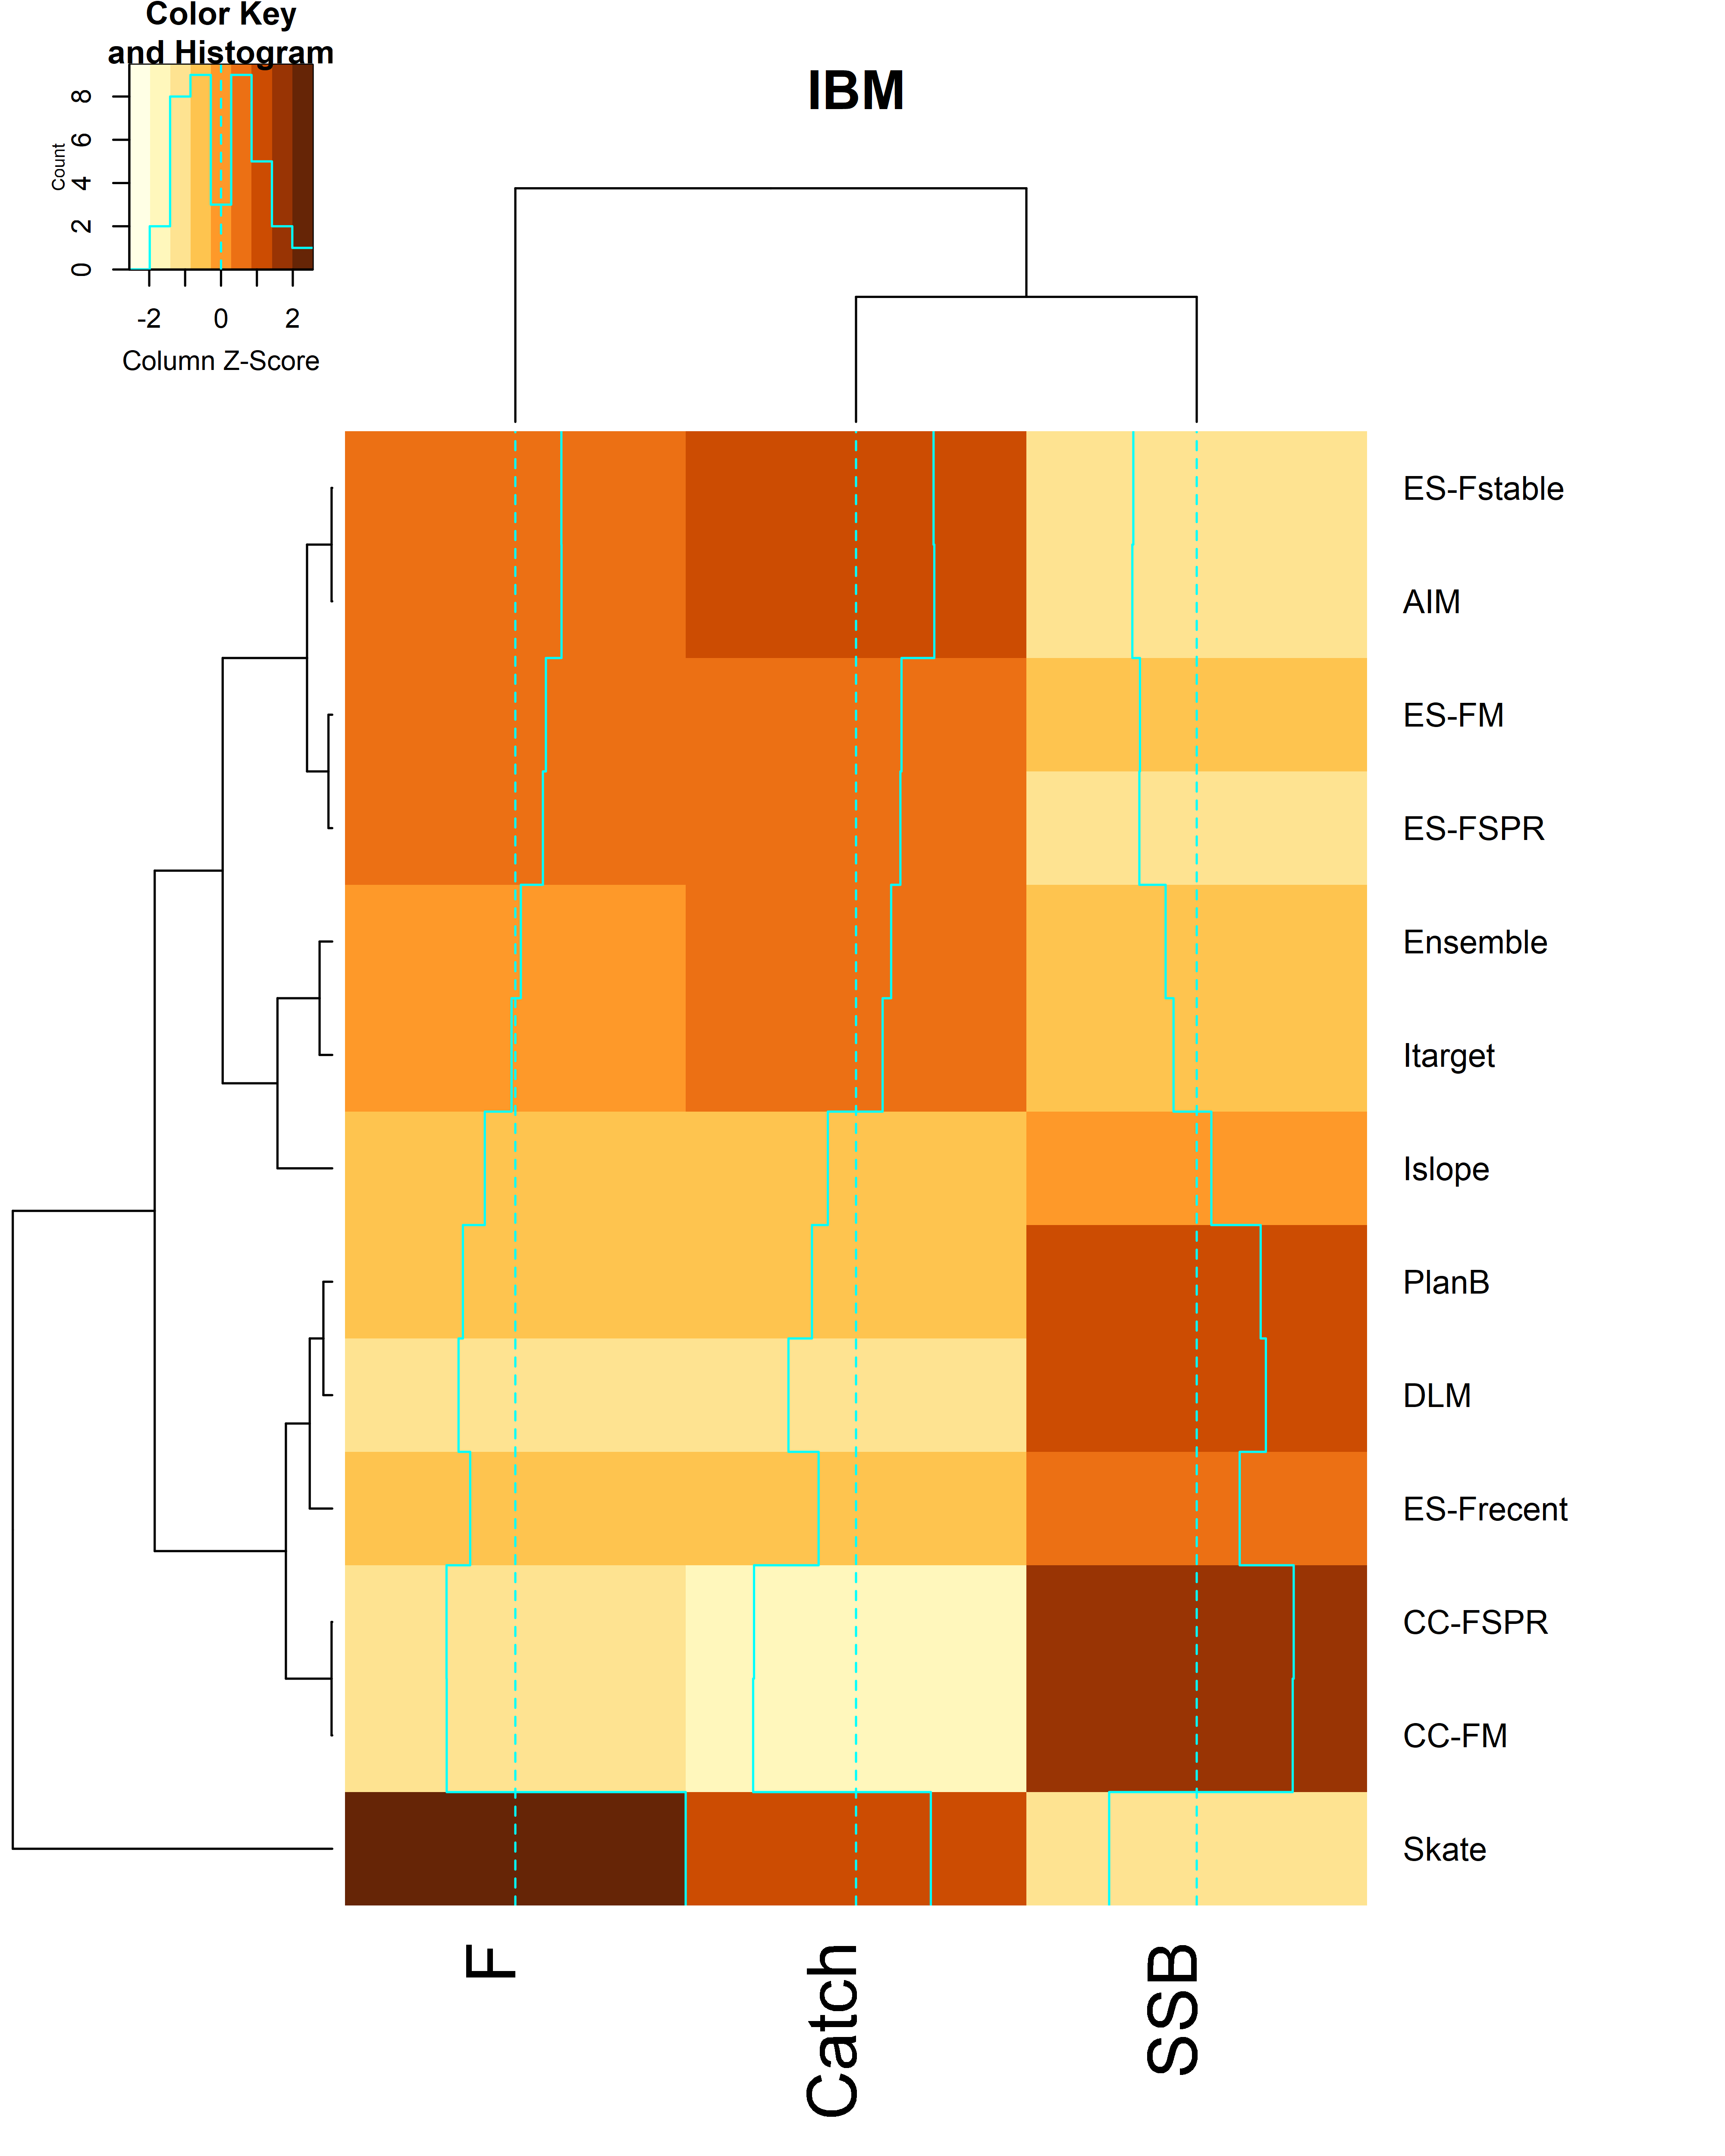 Color Key
and Histogram
IBM
Count
0 2 4 6 8
-2 0 2
Column Z-Score
ES-Fstable
AIM
ES-FM
ES-FSPR
Ensemble
Itarget
Islope
PlanB
DLM
ES-Frecent
CC-FSPR
CC-FM
Skate
F
Catch
SSB